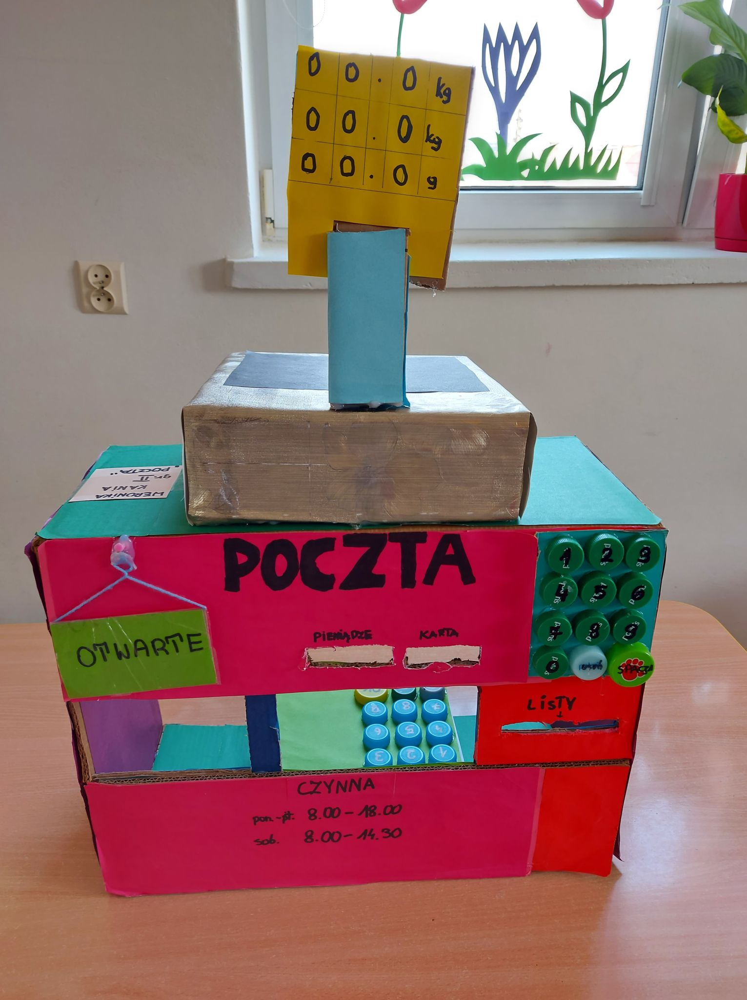 0 0 . 0 kg
0 0 . 0 kg
0 0 . 0 g
WERONIKA
KANIA
gr. II
"POCZTA"
POCZTA
OTWARTE
PIENIĄDZE
KARTA
1 2 3
4 5 6
7 8 9
0
SPACJA
LISTY
↓
OK
9 8 7
6 5 4
3 2 1
CZYNNA
pon.-pt. 8.00-18.00
sob. 8.00-14.30